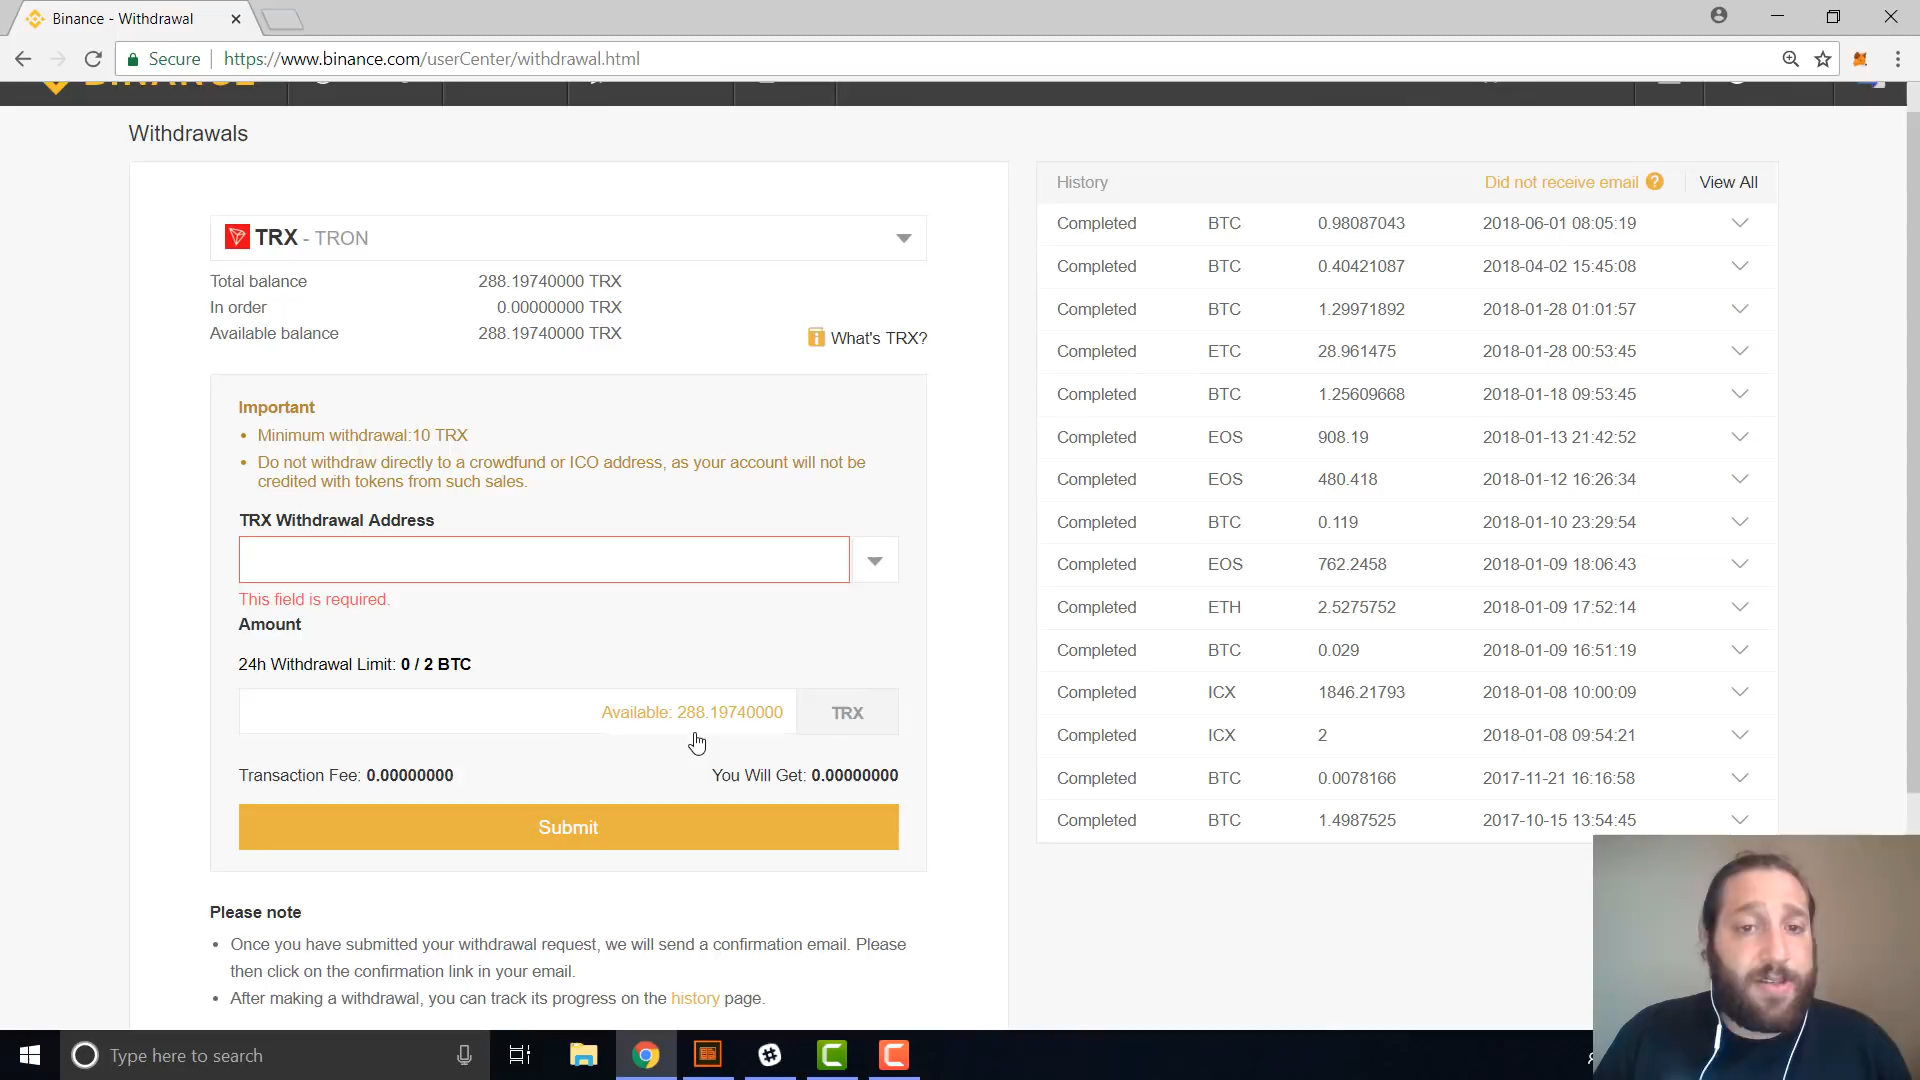 Binance - Withdrawal
Secure
https://www.binance.com/userCenter/withdrawal.html
BINANCE
Withdrawals
TRX - TRON
Total balance 288.19740000 TRX
In order 0.00000000 TRX
Available balance 288.19740000 TRX
What's TRX?
Important
• Minimum withdrawal:10 TRX
• Do not withdraw directly to a crowdfund or ICO address, as your account will not be
credited with tokens from such sales.
TRX Withdrawal Address
This field is required.
Amount
24h Withdrawal Limit: 0 / 2 BTC
Available: 288.19740000 TRX
Transaction Fee: 0.00000000 You Will Get: 0.00000000
Submit
Please note
• Once you have submitted your withdrawal request, we will send a confirmation email. Please
then click on the confirmation link in your email.
• After making a withdrawal, you can track its progress on the history page.
History Did not receive email ? View All
Completed BTC 0.98087043 2018-06-01 08:05:19
Completed BTC 0.40421087 2018-04-02 15:45:08
Completed BTC 1.29971892 2018-01-28 01:01:57
Completed ETC 28.961475 2018-01-28 00:53:45
Completed BTC 1.25609668 2018-01-18 09:53:45
Completed EOS 908.19 2018-01-13 21:42:52
Completed EOS 480.418 2018-01-12 16:26:34
Completed BTC 0.119 2018-01-10 23:29:54
Completed EOS 762.2458 2018-01-09 18:06:43
Completed ETH 2.5275752 2018-01-09 17:52:14
Completed BTC 0.029 2018-01-09 16:51:19
Completed ICX 1846.21793 2018-01-08 10:00:09
Completed ICX 2 2018-01-08 09:54:21
Completed BTC 0.0078166 2017-11-21 16:16:58
Completed BTC 1.4987525 2017-10-15 13:54:45
Type here to search